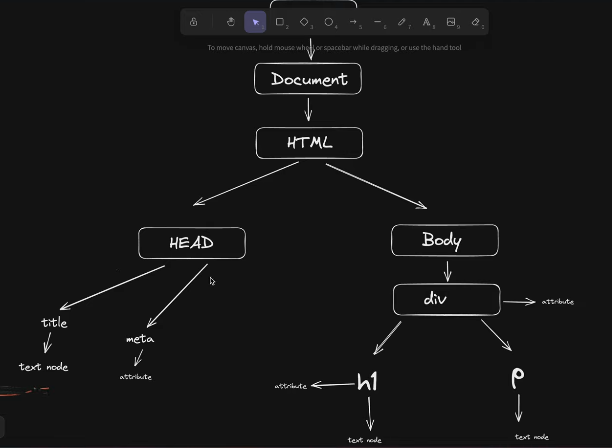 To move canvas, hold mouse wheel or spacebar while dragging, or use the hand tool
Document
HTML
HEAD
Body
div
attribute
title
meta
text node
attribute
attribute
h1
p
text node
text node